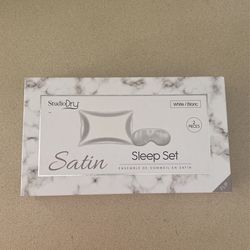 StudioDry
White / Blanc
2
PIECES
Satin
Sleep Set
ENSEMBLE DE SOMMEIL EN SATIN